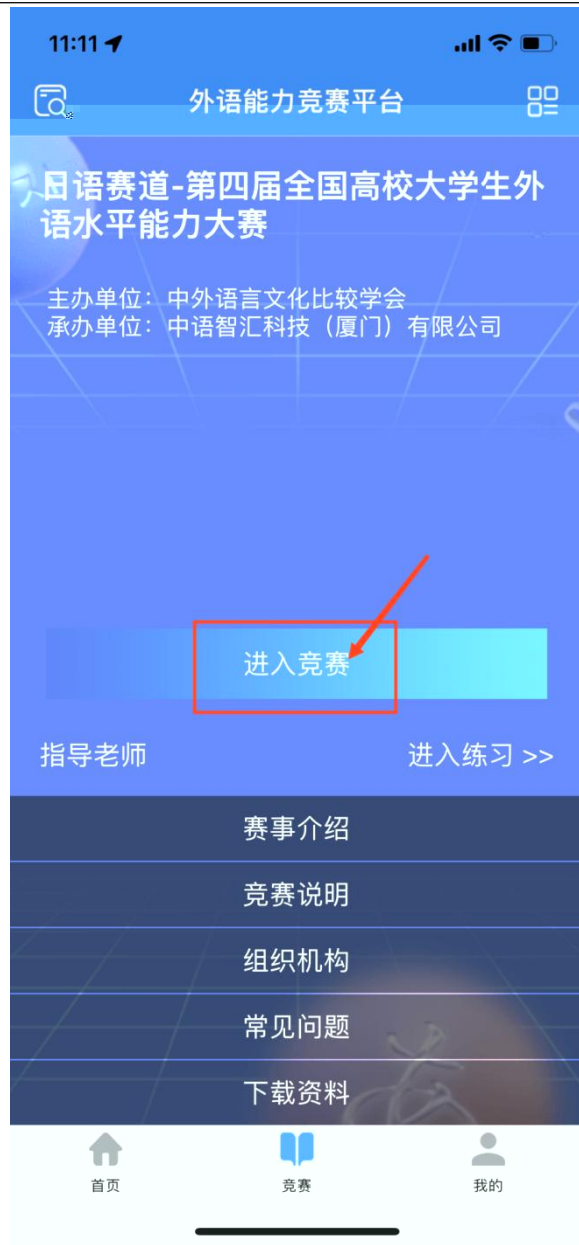 11:11
外语能力竞赛平台
日语赛道-第四届全国高校大学生外
语水平能力大赛
主办单位：中外语言文化比较学会
承办单位：中语智汇科技（厦门）有限公司
进入竞赛
指导老师
进入练习 >>
赛事介绍
竞赛说明
组织机构
常见问题
下载资料
首页
竞赛
我的